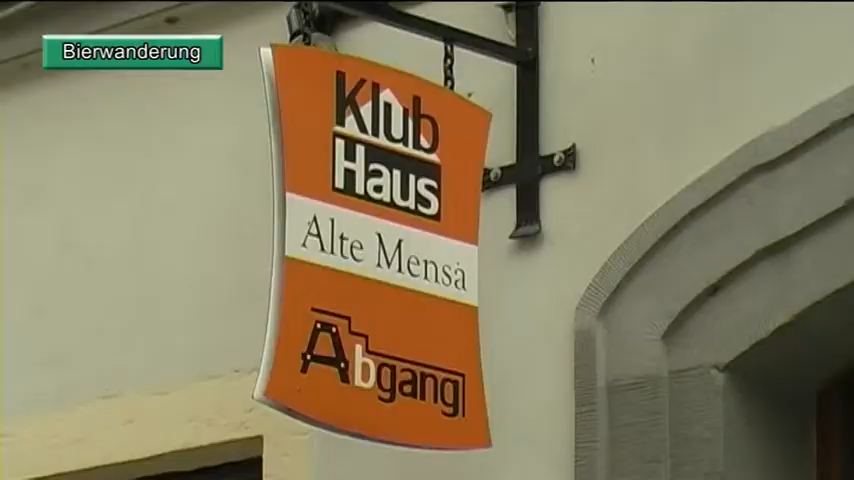 Bierwanderung
Klub
Haus
Alte Mensa
Abgang